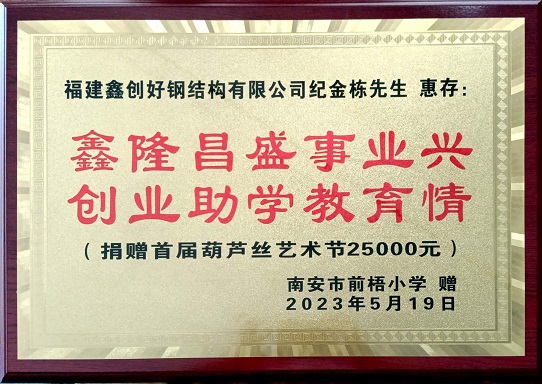 福建鑫创好钢结构有限公司纪金栋先生 惠存:
鑫隆昌盛事业兴
创业助学教育情
（捐赠首届葫芦丝艺术节25000元）
南安市前梧小学 赠
2023年5月19日